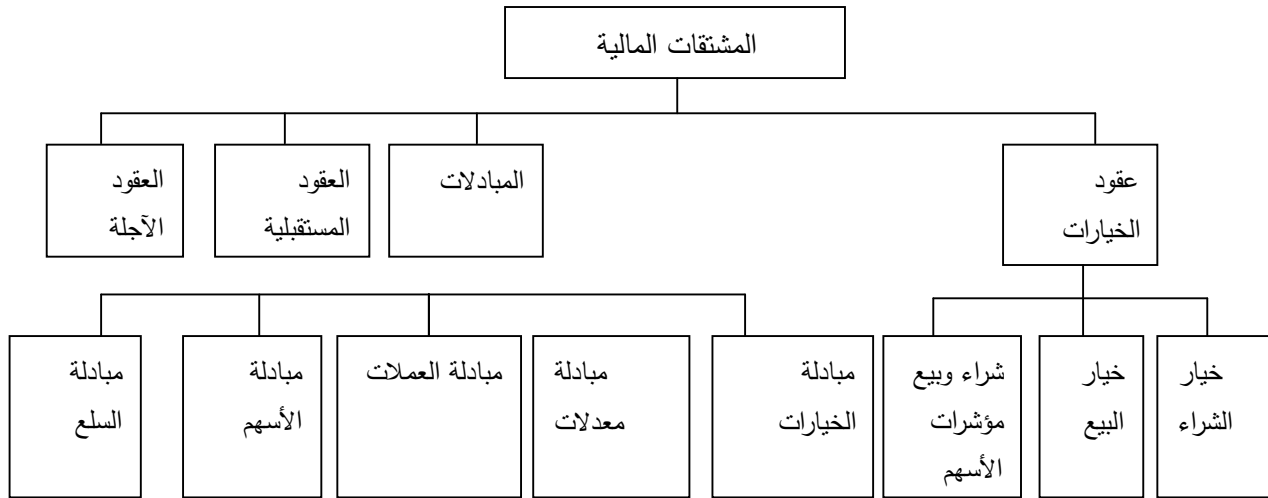 المشتقات المالية
عقود
الخيارات
المبادلات
العقود
المستقبلية
العقود
الآجلة
خيار
الشراء
خيار
البيع
شراء وبيع
مؤشرات
الأسهم
مبادلة
الخيارات
مبادلة
معدلات
مبادلة العملات
مبادلة
الأسهم
مبادلة
السلع